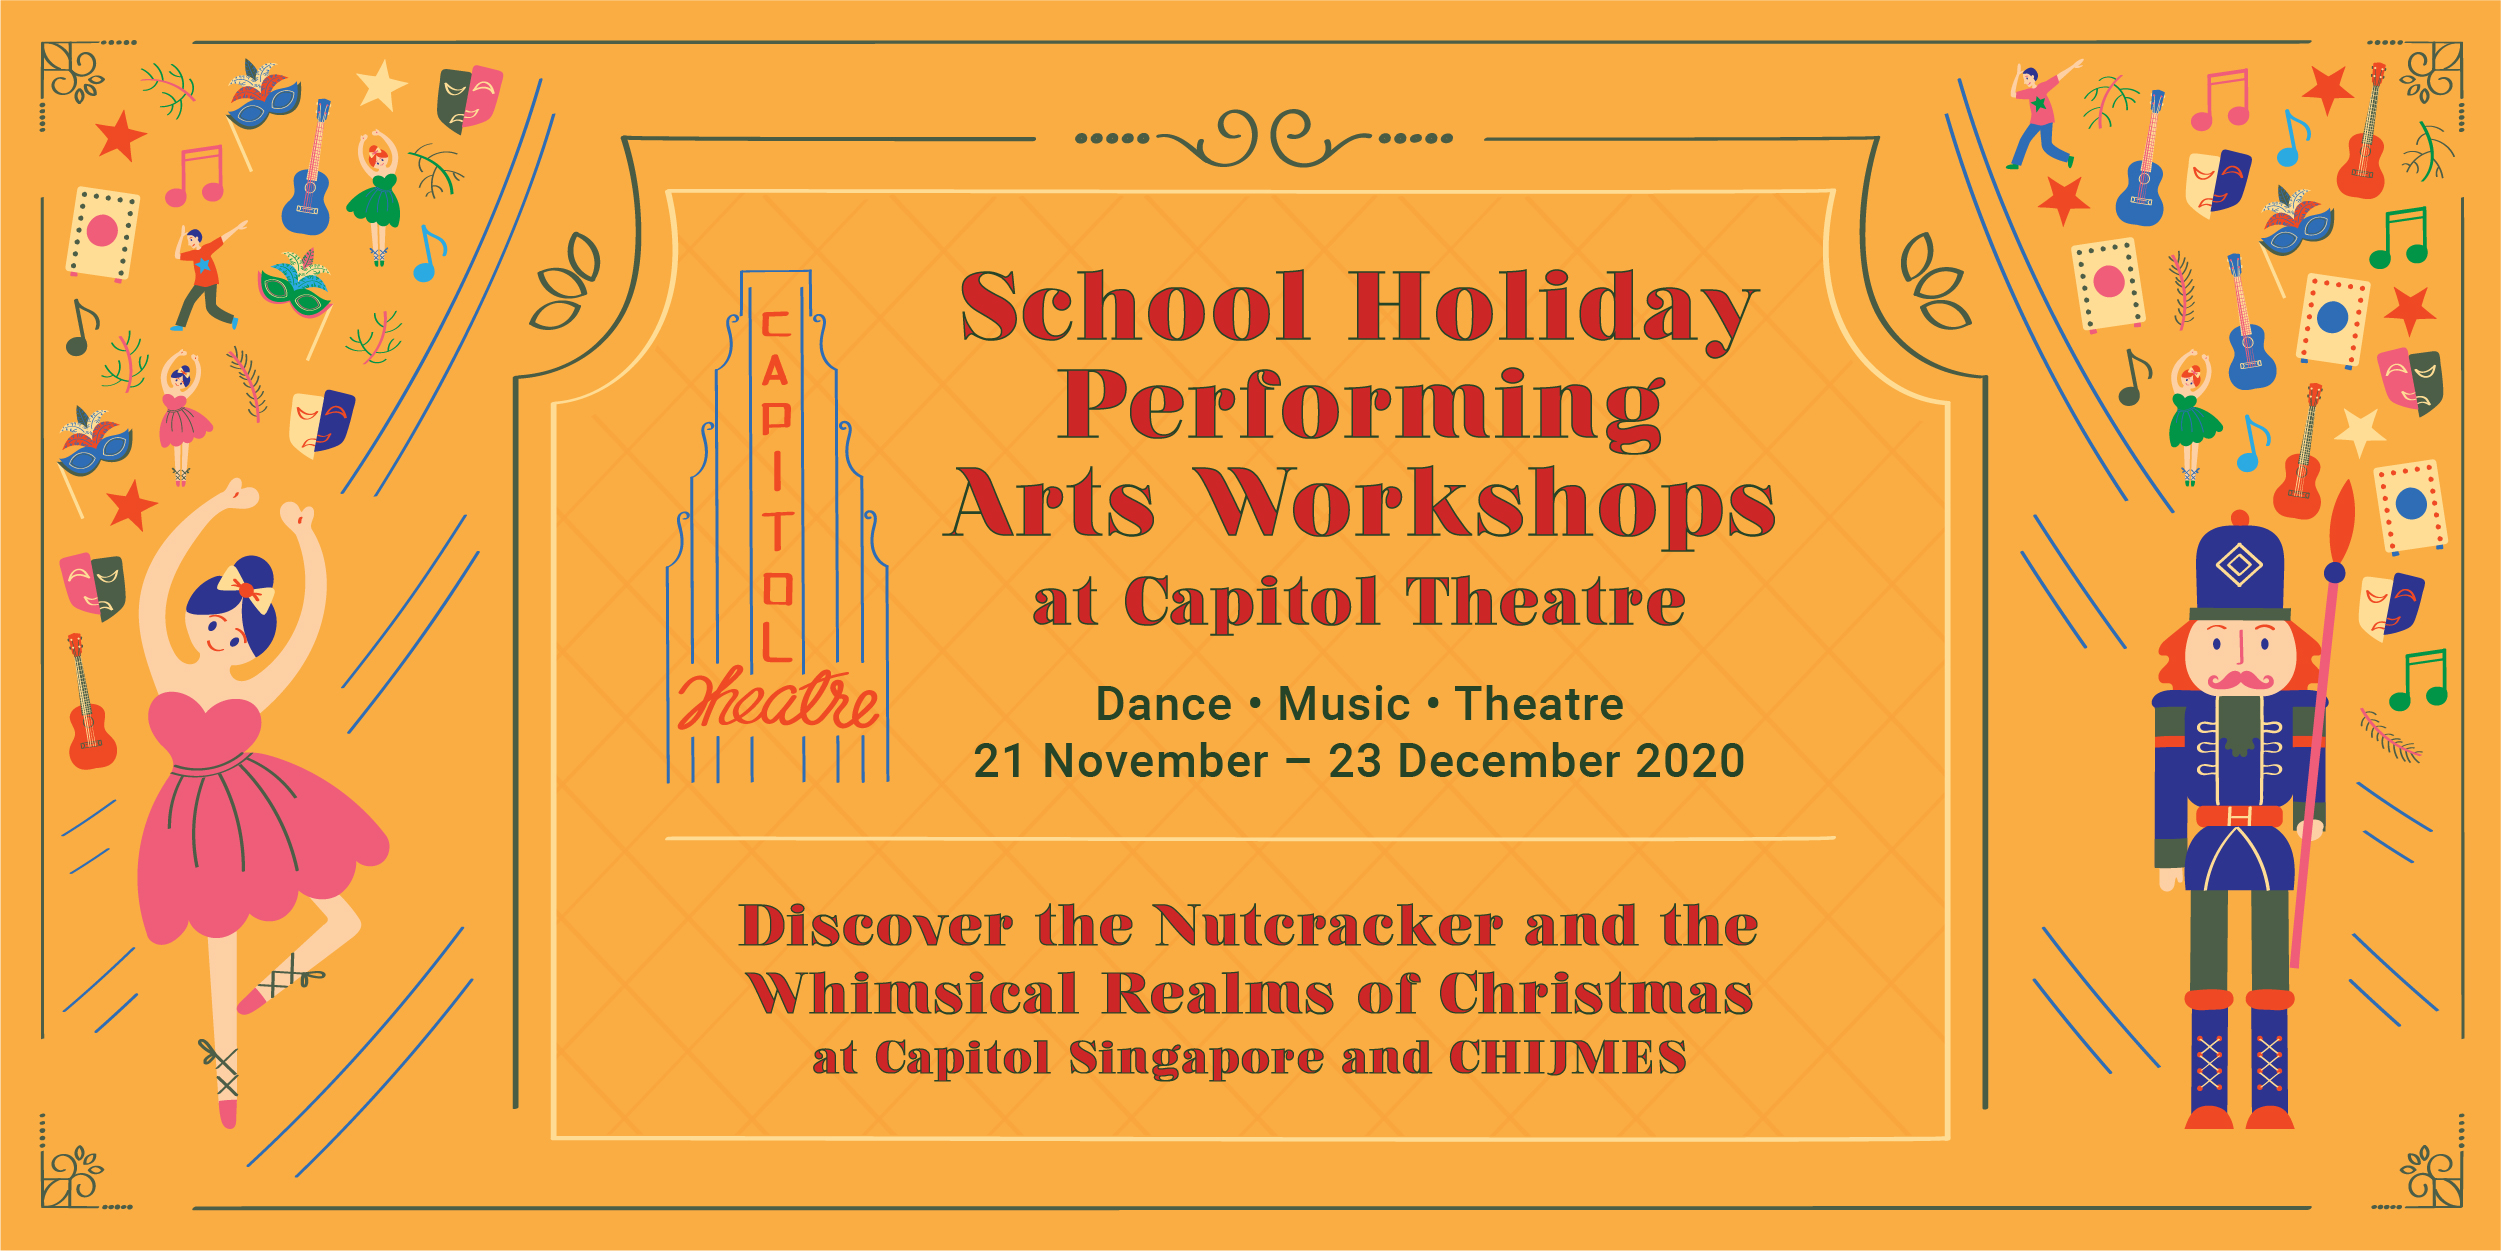 CAPITOL
Theatre
School Holiday
Performing
Arts Workshops
at Capitol Theatre
Dance • Music • Theatre
21 November – 23 December 2020
Discover the Nutcracker and the
Whimsical Realms of Christmas
at Capitol Singapore and CHIJMES